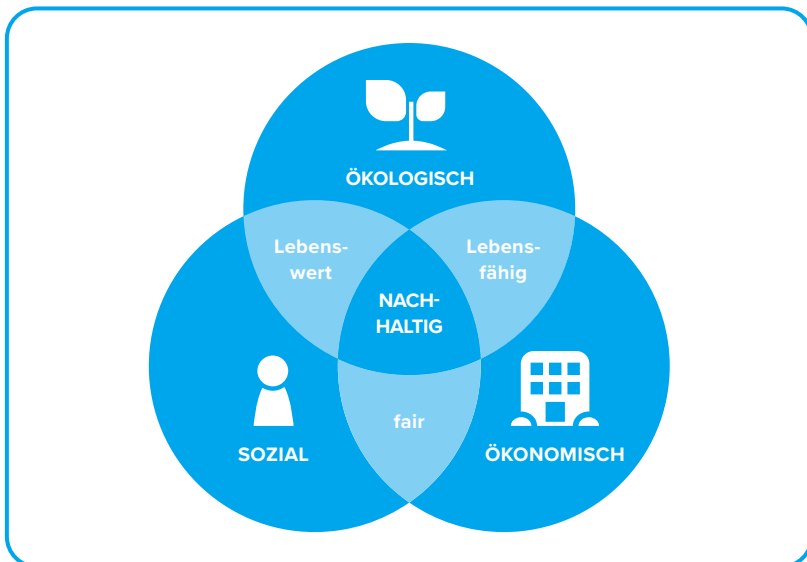 ÖKOLOGISCH
Lebens-
wert
Lebens-
fähig
NACH-
HALTIG
fair
SOZIAL
ÖKONOMISCH